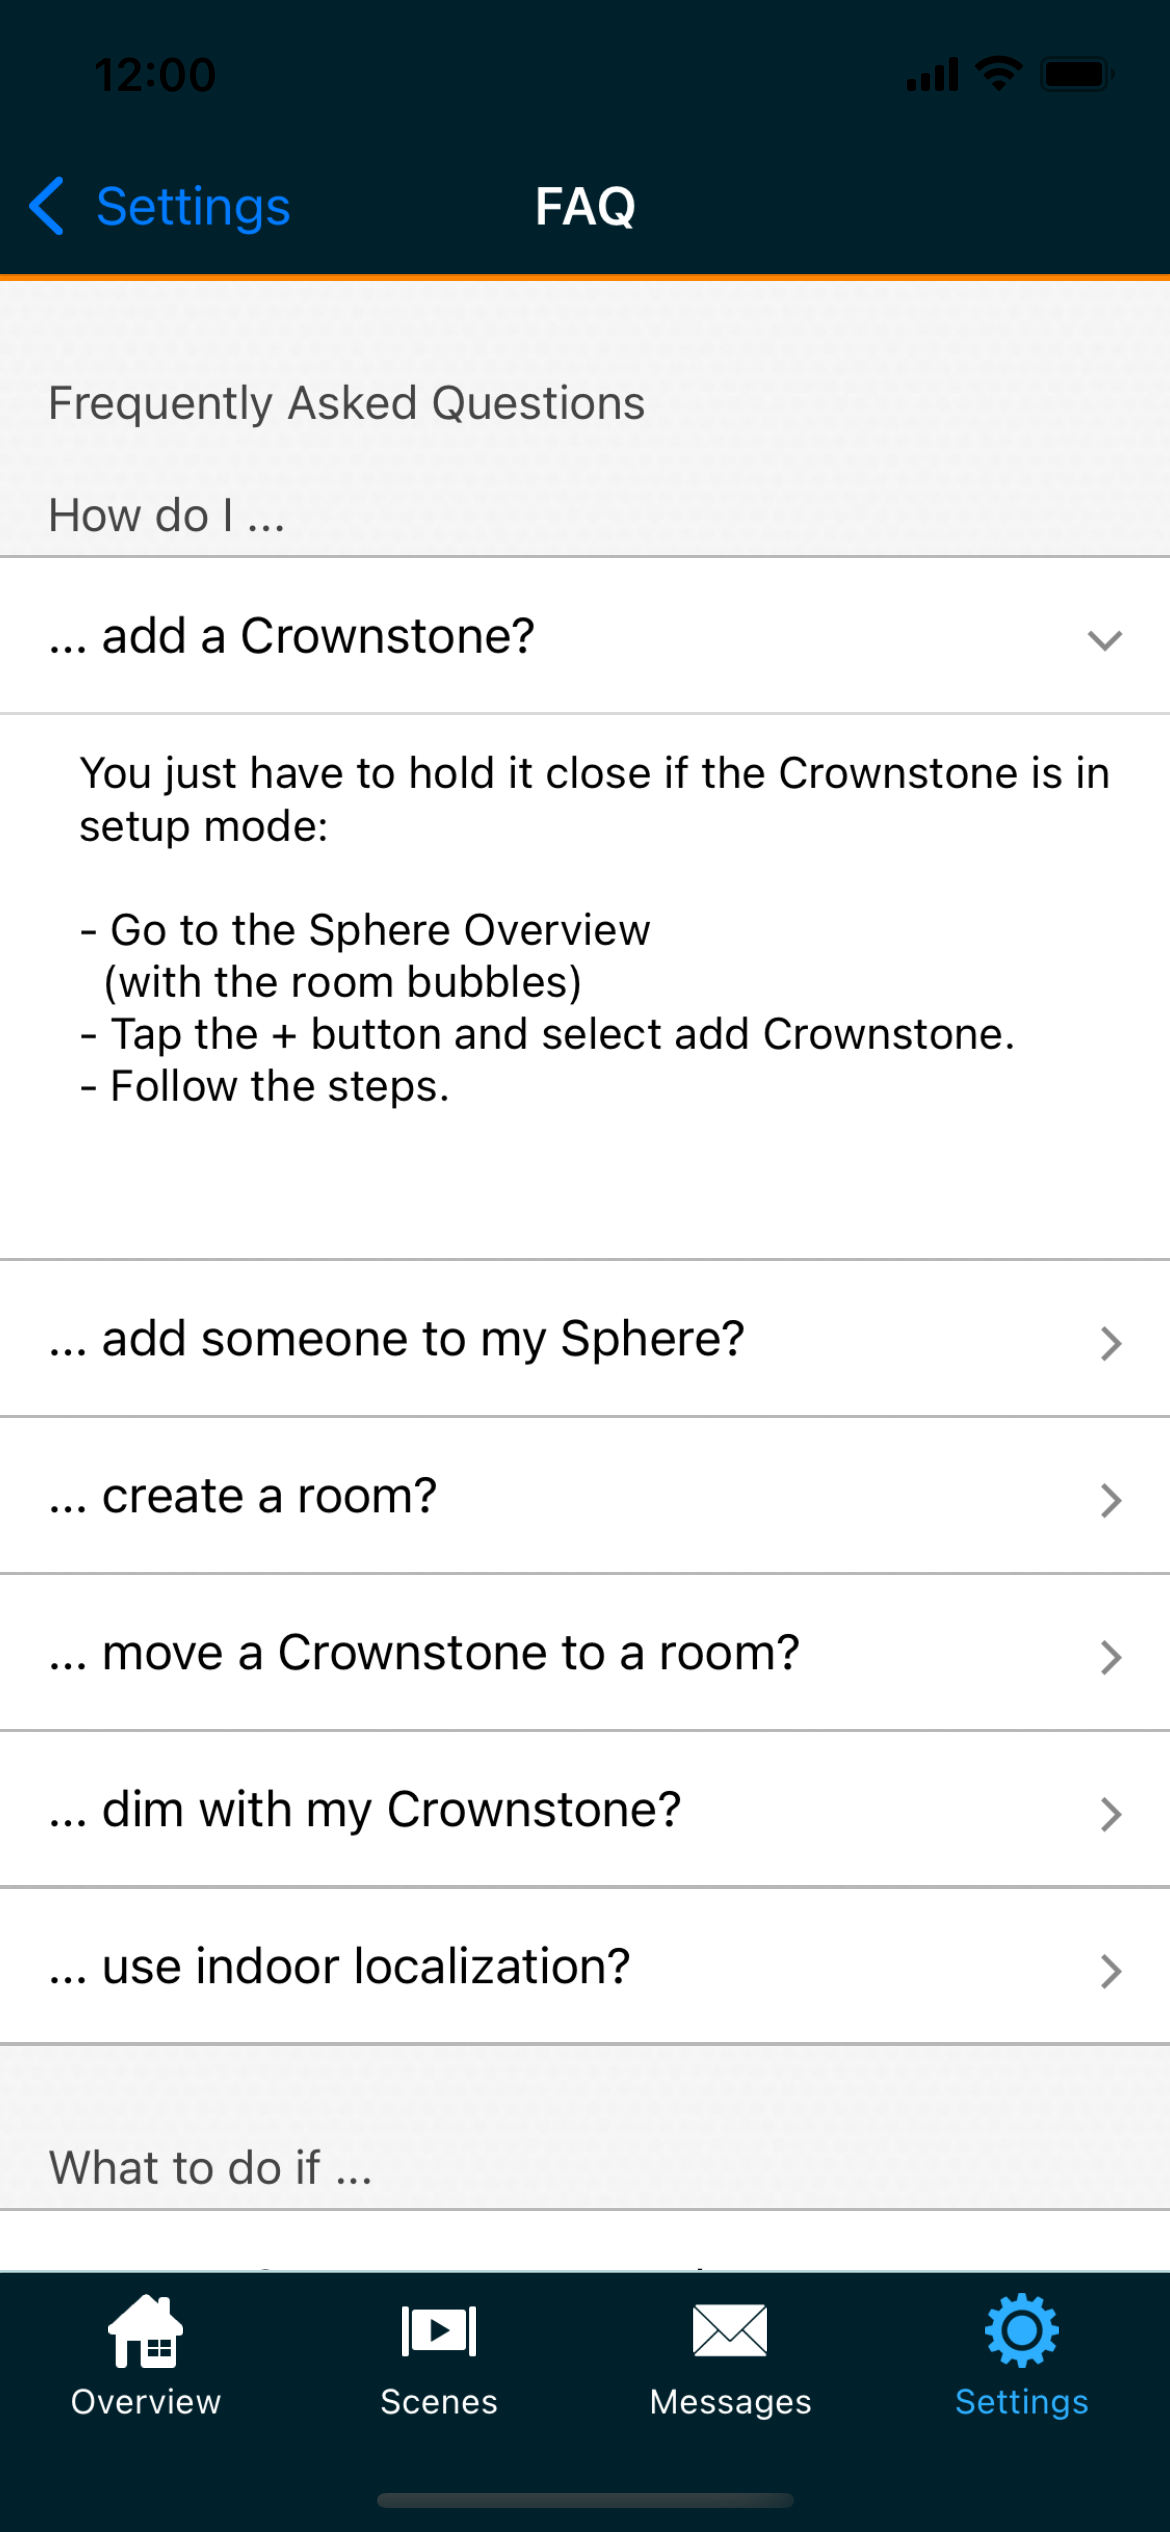 12:00
Settings
FAQ
Frequently Asked Questions
How do I ...
... add a Crownstone?
You just have to hold it close if the Crownstone is in
setup mode:
- Go to the Sphere Overview
(with the room bubbles)
- Tap the + button and select add Crownstone.
- Follow the steps.
... add someone to my Sphere?
... create a room?
... move a Crownstone to a room?
... dim with my Crownstone?
... use indoor localization?
What to do if ...
Overview
Scenes
Messages
Settings